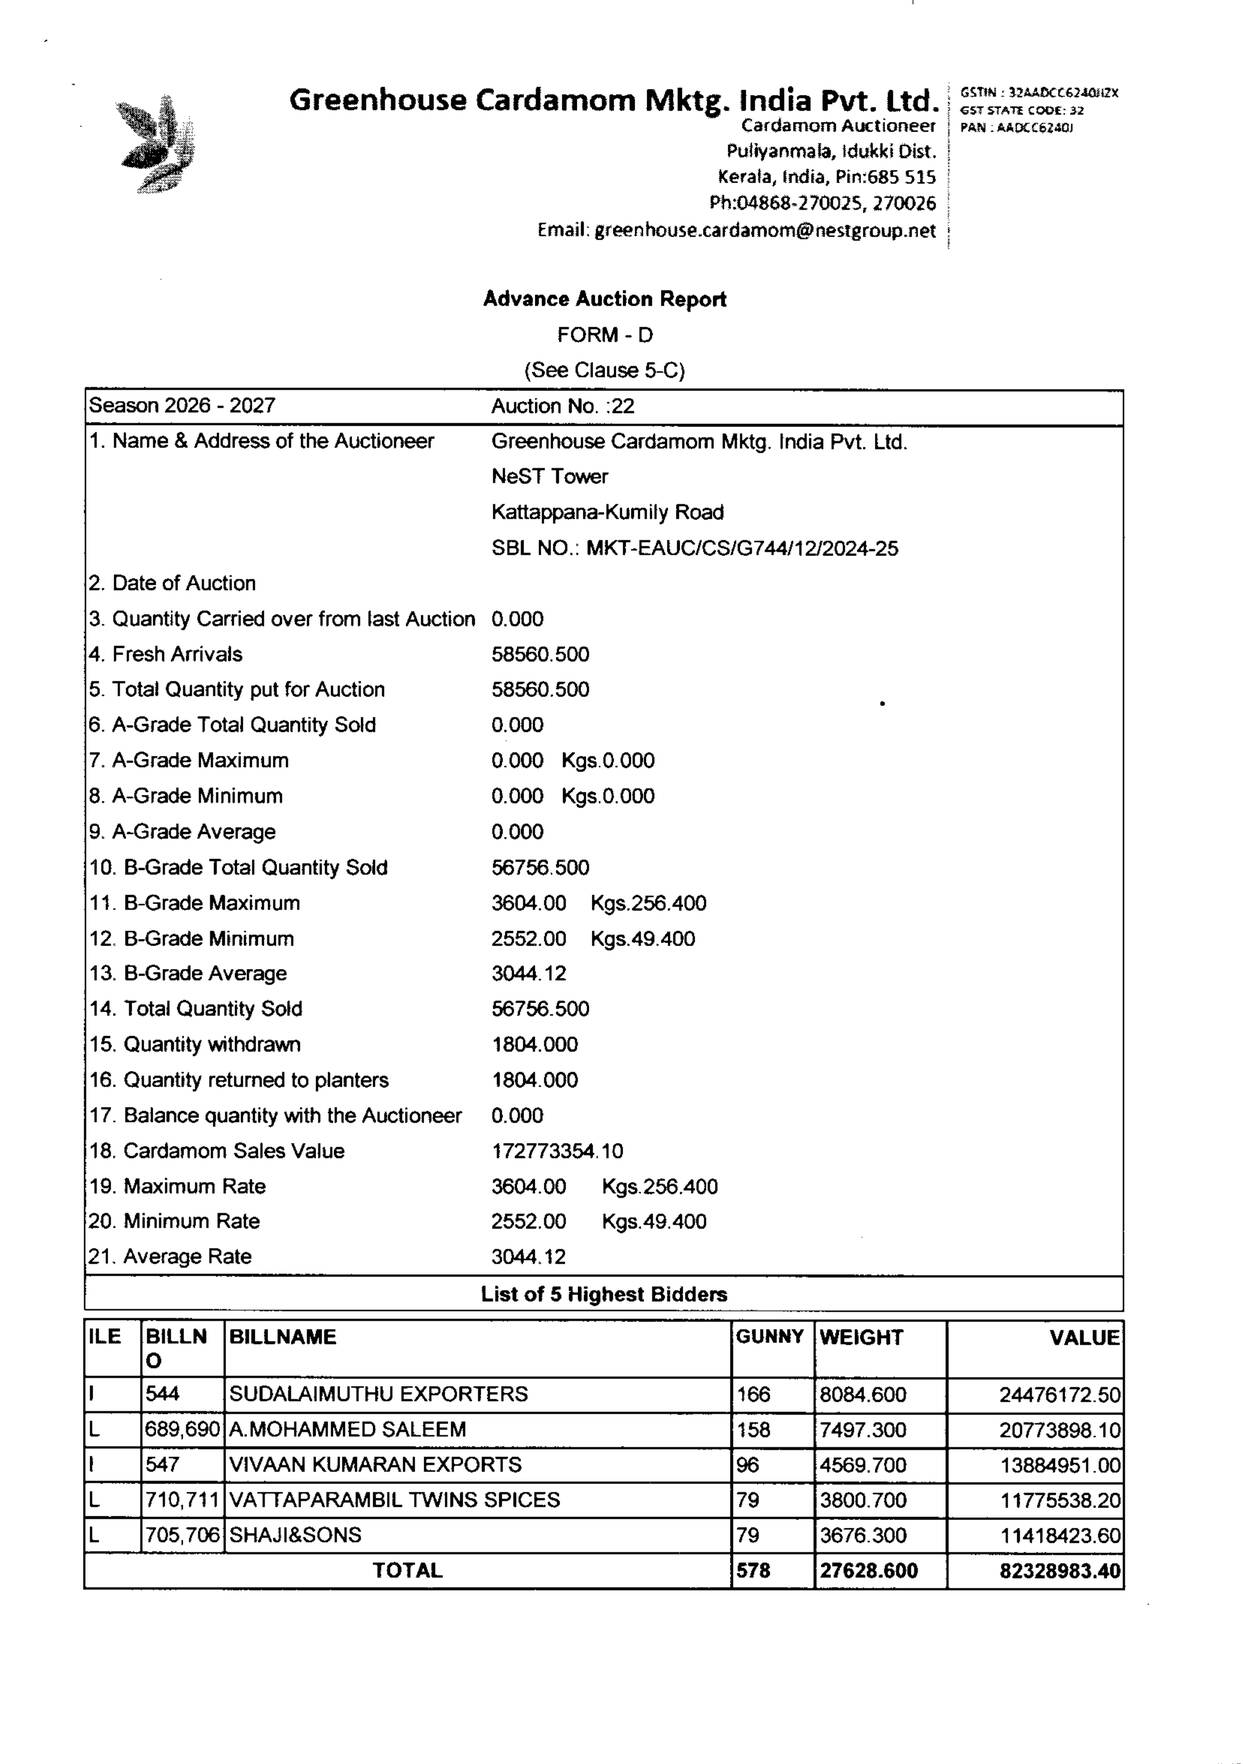 Greenhouse Cardamom Mktg. India Pvt. Ltd.
Cardamom Auctioneer
Puliyanmala, Idukki Dist.
Kerala, India, Pin:685 515
Ph:04868-270025, 270026
Email: greenhouse.cardamom@nestgroup.net
GSTIN : 32AADCC6240J1ZX
GST STATE CODE: 32
PAN : AADCC6240J
Advance Auction Report
FORM - D
(See Clause 5-C)
Season 2026 - 2027 Auction No. :22
1. Name & Address of the Auctioneer Greenhouse Cardamom Mktg. India Pvt. Ltd.
NeST Tower
Kattappana-Kumily Road
SBL NO.: MKT-EAUC/CS/G744/12/2024-25
2. Date of Auction
3. Quantity Carried over from last Auction 0.000
4. Fresh Arrivals 58560.500
5. Total Quantity put for Auction 58560.500
6. A-Grade Total Quantity Sold 0.000
7. A-Grade Maximum 0.000 Kgs.0.000
8. A-Grade Minimum 0.000 Kgs.0.000
9. A-Grade Average 0.000
10. B-Grade Total Quantity Sold 56756.500
11. B-Grade Maximum 3604.00 Kgs.256.400
12. B-Grade Minimum 2552.00 Kgs.49.400
13. B-Grade Average 3044.12
14. Total Quantity Sold 56756.500
15. Quantity withdrawn 1804.000
16. Quantity returned to planters 1804.000
17. Balance quantity with the Auctioneer 0.000
18. Cardamom Sales Value 172773354.10
19. Maximum Rate 3604.00 Kgs.256.400
20. Minimum Rate 2552.00 Kgs.49.400
21. Average Rate 3044.12
List of 5 Highest Bidders
ILE BILLN BILLNAME GUNNY WEIGHT VALUE
O
I 544 SUDALAIMUTHU EXPORTERS 166 8084.600 24476172.50
L 689,690 A.MOHAMMED SALEEM 158 7497.300 20773898.10
I 547 VIVAAN KUMARAN EXPORTS 96 4569.700 13884951.00
L 710,711 VATTAPARAMBIL TWINS SPICES 79 3800.700 11775538.20
L 705,706 SHAJI&SONS 79 3676.300 11418423.60
TOTAL 578 27628.600 82328983.40